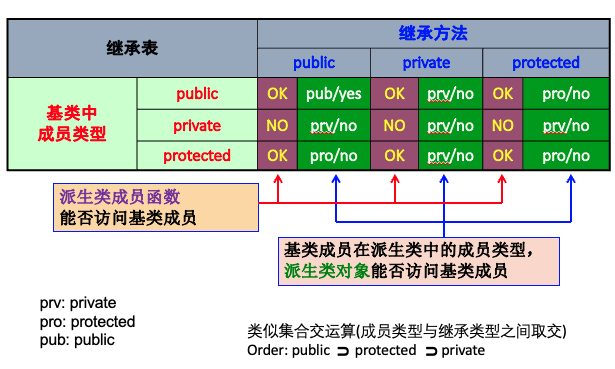 继承表 继承方法
public private protected
基类中
成员类型
public OK pub/yes OK prv/no OK pro/no
private NO prv/no NO prv/no NO prv/no
protected OK pro/no OK prv/no OK pro/no
派生类成员函数
能否访问基类成员
基类成员在派生类中的成员类型，
派生类对象能否访问基类成员
prv: private
pro: protected
pub: public
类似集合交运算(成员类型与继承类型之间取交)
Order: public ⊃ protected ⊃ private